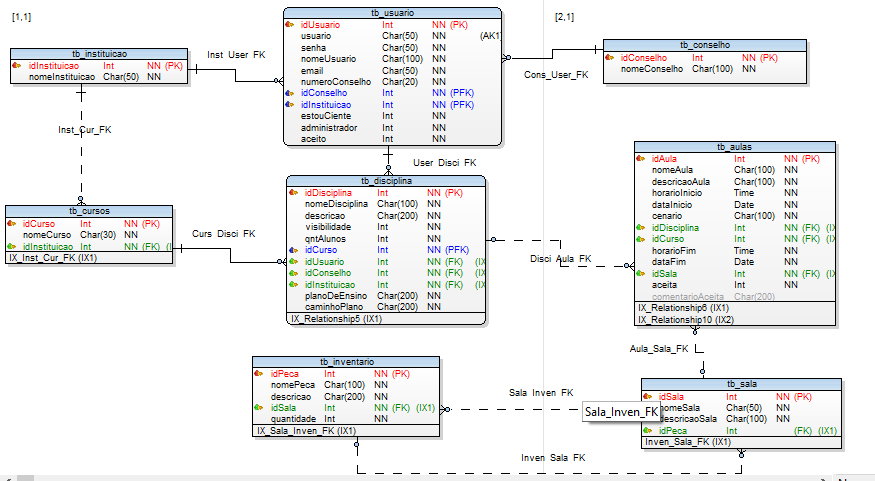 [1,1]
[2,1]
tb_usuario
idUsuario Int NN (PK)
usuario Char(50) NN (AK1
senha Char(50) NN
nomeUsuario Char(100) NN
email Char(50) NN
numeroConselho Char(20) NN
idConselho Int NN (PFK)
idInstituicao Int NN (PFK)
estouCiente Int NN
administrador Int NN
aceito Int NN
Inst_User_FK
tb_instituicao
idInstituicao Int NN (PK)
nomeInstituicao Char(50) NN
tb_conselho
idConselho Int NN (PK)
nomeConselho Char(100) NN
Cons_User_FK
Inst_Cur_FK
User_Disci_FK
tb_aulas
idAula Int NN (PK)
nomeAula Char(100) NN
descricaoAula Char(100) NN
horarioInicio Time NN
dataInicio Date NN
cenario Char(100) NN
idDisciplina Int NN (FK) (IX
idCurso Int NN (FK) (IX
horarioFim Time NN
dataFim Date NN
idSala Int NN (FK) (IX
aceita Int NN
comentarioAceita Char(200)
IX_Relationship6 (IX1)
IX_Relationship10 (IX2)
tb_disciplina
idDisciplina Int NN (PK)
nomeDisciplina Char(100) NN
descricao Char(200) NN
visibilidade Int NN
qntAlunos Int NN
idCurso Int NN (PFK)
idUsuario Int NN (FK) (IX
idConselho Int NN (FK) (IX
idInstituicao Int NN (FK) (IX
planoDeEnsino Char(200) NN
caminhoPlano Char(200) NN
IX_Relationship5 (IX1)
tb_cursos
idCurso Int NN (PK)
nomeCurso Char(30) NN
idInstituicao Int NN (FK) (I
IX_Inst_Cur_FK (IX1)
Curs_Disci_FK
Disci_Aula_FK
Aula_Sala_FK
tb_inventario
idPeca Int NN (PK)
nomePeca Char(100) NN
descricao Char(200) NN
idSala Int NN (FK) (IX1)
quantidade Int NN
IX_Sala_Inven_FK (IX1)
Sala_Inven_FK
Sala_Inven_FK
tb_sala
idSala Int NN (PK)
nomeSala Char(50) NN
descricaoSala Char(100) NN
idPeca Int (FK) (IX1)
Inven_Sala_FK (IX1)
Inven_Sala_FK